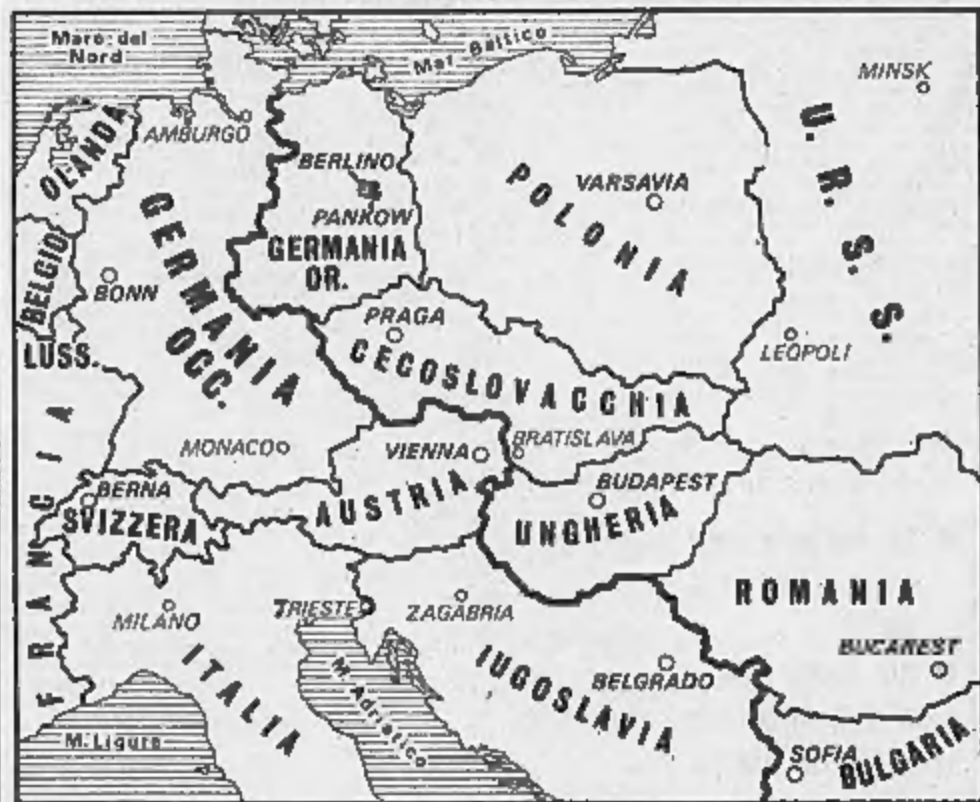 Mare del
Nord
Mar Baltico
MINSK
U.R.S.S.
OLANDA
AMBURGO
BERLINO
PANKOW
GERMANIA
OR.
POLONIA
VARSAVIA
GERMANIA
OCC.
BELGIO
BONN
LUSS.
PRAGA
CECOSLOVACCHIA
LEOPOLI
FRANCIA
MONACO
VIENNA
BRATISLAVA
AUSTRIA
BUDAPEST
UNGHERIA
BERNA
SVIZZERA
ROMANIA
MILANO
TRIESTE
ZAGABRIA
ITALIA
IUGOSLAVIA
BELGRADO
BUCAREST
M. Ligure
M. Adriatico
SOFIA
BULGARIA